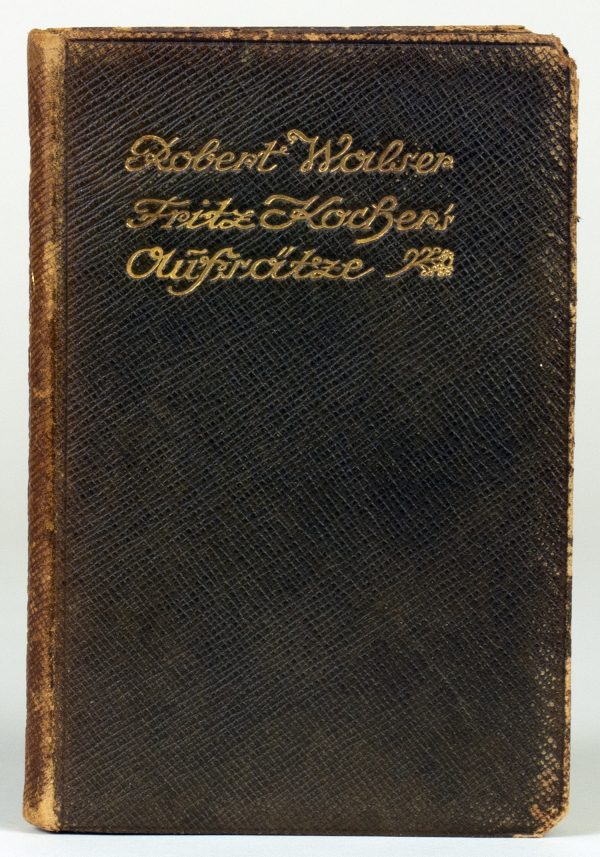 Robert Walser
Fritz Kocher's
Aufsätze